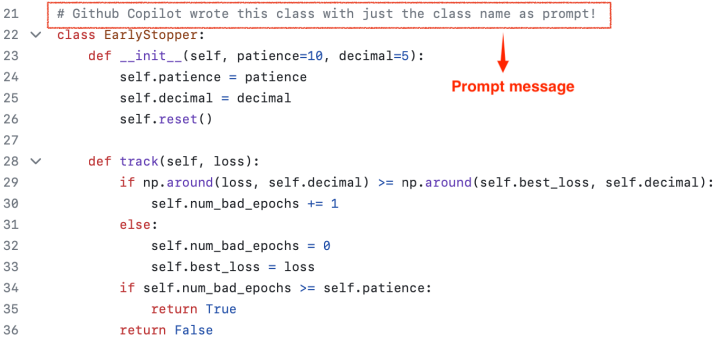 21 # Github Copilot wrote this class with just the class name as prompt!
22 class EarlyStopper:
23 def __init__(self, patience=10, decimal=5):
24 self.patience = patience
Prompt message
25 self.decimal = decimal
26 self.reset()
27
28 def track(self, loss):
29 if np.around(loss, self.decimal) >= np.around(self.best_loss, self.decimal):
30 self.num_bad_epochs += 1
31 else:
32 self.num_bad_epochs = 0
33 self.best_loss = loss
34 if self.num_bad_epochs >= self.patience:
35 return True
36 return False